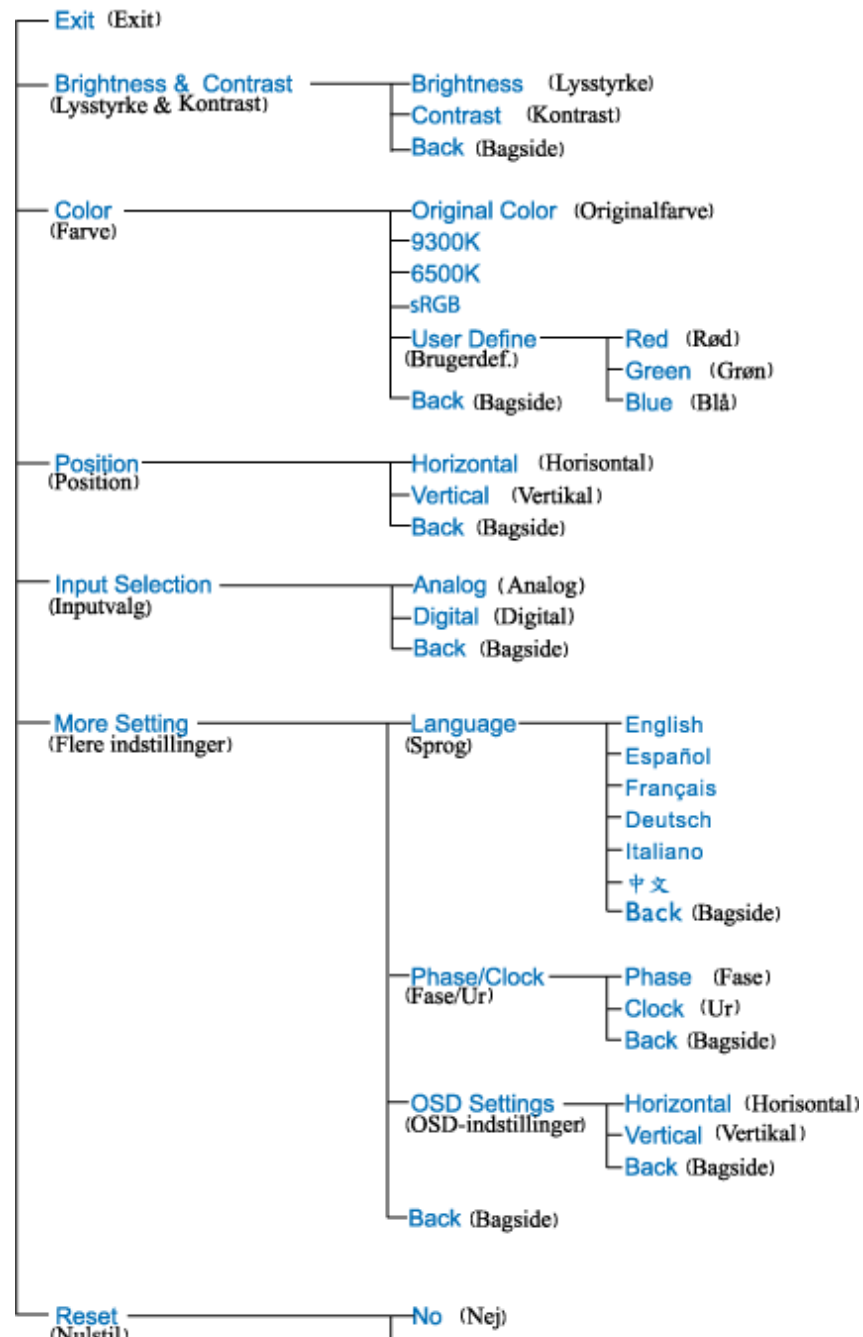 Exit (Exit)
Brightness & Contrast
(Lysstyrke & Kontrast)
Brightness (Lysstyrke)
Contrast (Kontrast)
Back (Bagside)
Color
(Farve)
Original Color (Originalfarve)
9300K
6500K
sRGB
User Define
(Brugerdef.)
Red (Rød)
Green (Grøn)
Blue (Blå)
Back (Bagside)
Position
(Position)
Horizontal (Horisontal)
Vertical (Vertikal)
Back (Bagside)
Input Selection
(Inputvalg)
Analog (Analog)
Digital (Digital)
Back (Bagside)
More Setting
(Flere indstillinger)
Language
(Sprog)
English
Español
Français
Deutsch
Italiano
中文
Back (Bagside)
Phase/Clock
(Fase/Ur)
Phase (Fase)
Clock (Ur)
Back (Bagside)
OSD Settings
(OSD-indstillinger)
Horizontal (Horisontal)
Vertical (Vertikal)
Back (Bagside)
Back (Bagside)
Reset
(Nulstil)
No (Nej)